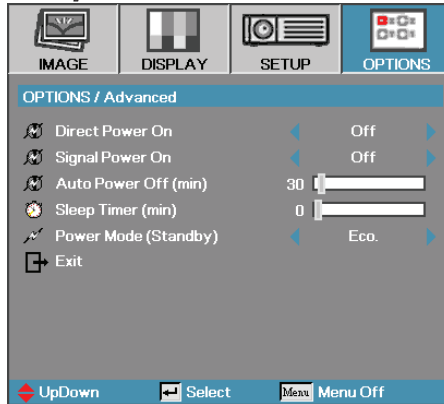 IMAGE DISPLAY SETUP OPTIONS
OPTIONS / Advanced
Direct Power On Off
Signal Power On Off
Auto Power Off (min) 30
Sleep Timer (min) 0
Power Mode (Standby) Eco.
Exit
UpDown Select Menu Menu Off